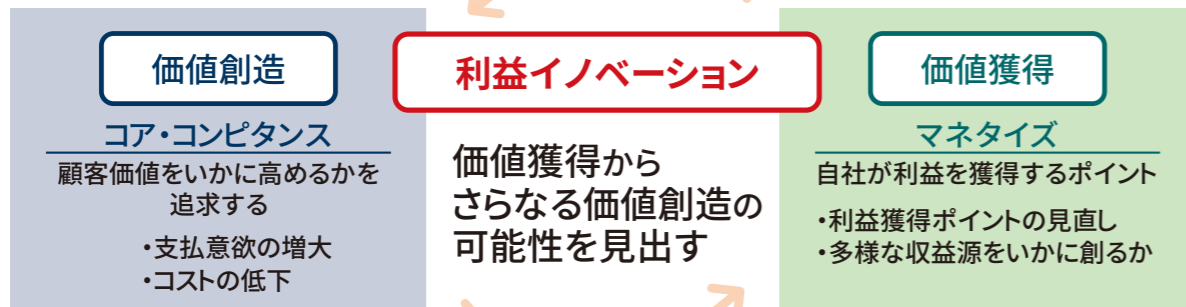 価値創造
コア・コンピタンス
顧客価値をいかに高めるかを
追求する
・支払意欲の増大
・コストの低下
利益イノベーション
価値獲得から
さらなる価値創造の
可能性を見出す
価値獲得
マネタイズ
自社が利益を獲得するポイント
・利益獲得ポイントの見直し
・多様な収益源をいかに創るか